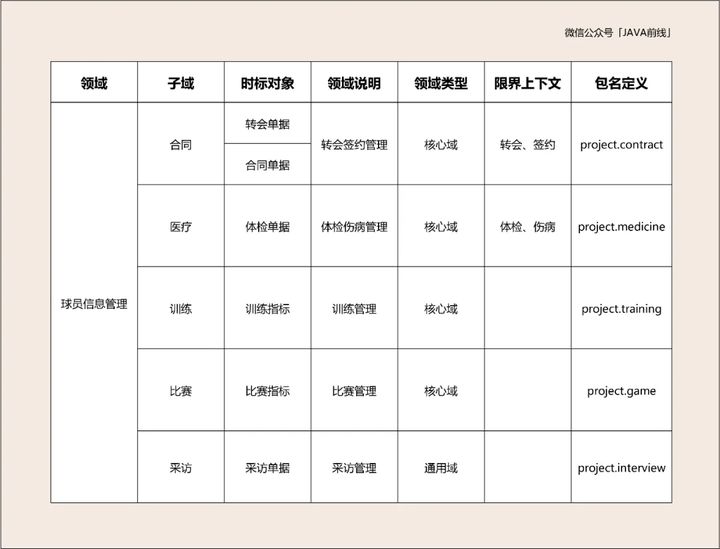 微信公众号「JAVA前线」
领域 子域 时标对象 领域说明 领域类型 限界上下文 包名定义
球员信息管理
合同 转会单据 合同单据 转会签约管理 核心域 转会、签约 project.contract
医疗 体检单据 体检伤病管理 核心域 体检、伤病 project.medicine
训练 训练指标 训练管理 核心域 project.training
比赛 比赛指标 比赛管理 核心域 project.game
采访 采访单据 采访管理 通用域 project.interview